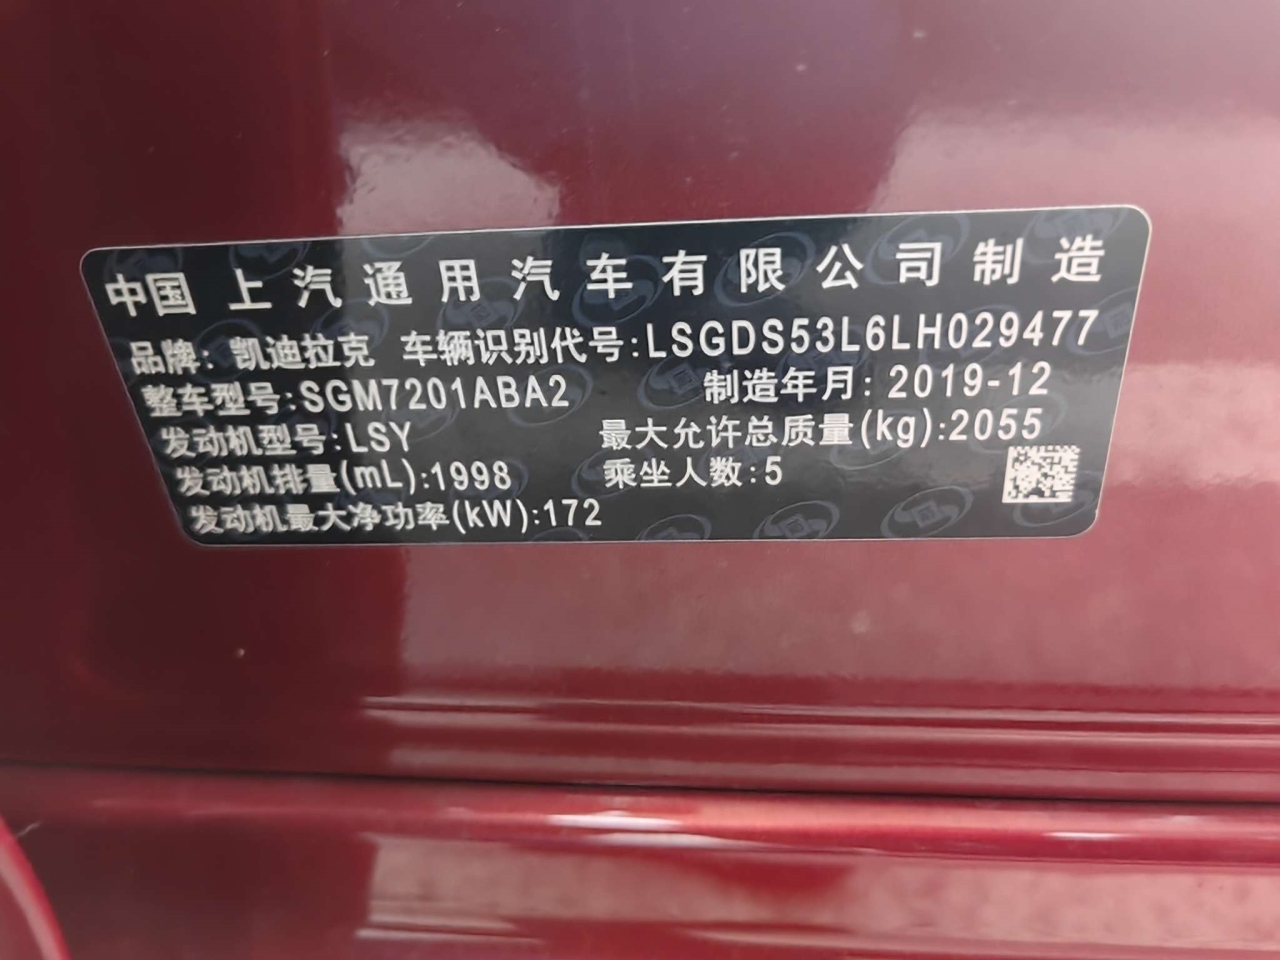 中国 上汽通用汽车有限公司制造
品牌: 凯迪拉克 车辆识别代号:LSGDS53L6LH029477
整车型号:SGM7201ABA2 制造年月: 2019-12
发动机型号:LSY 最大允许总质量(kg):2055
发动机排量(mL):1998 乘坐人数:5
发动机最大净功率(kW):172